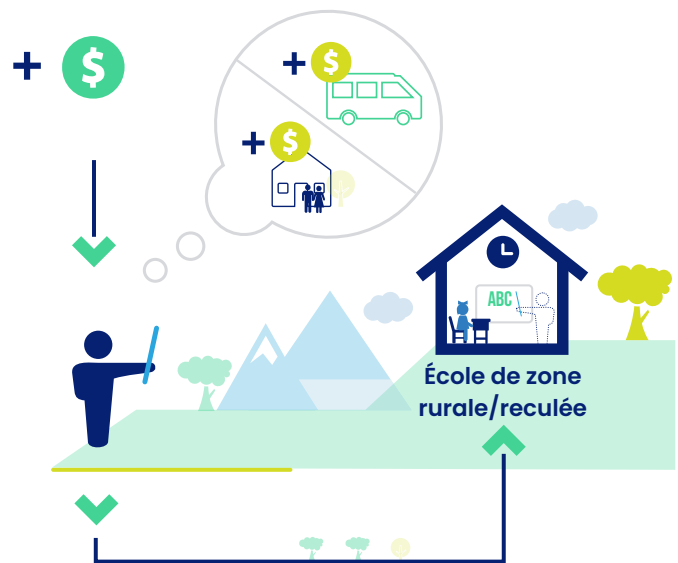 + $
+ $
+ $
ABC
École de zone
rurale/reculée